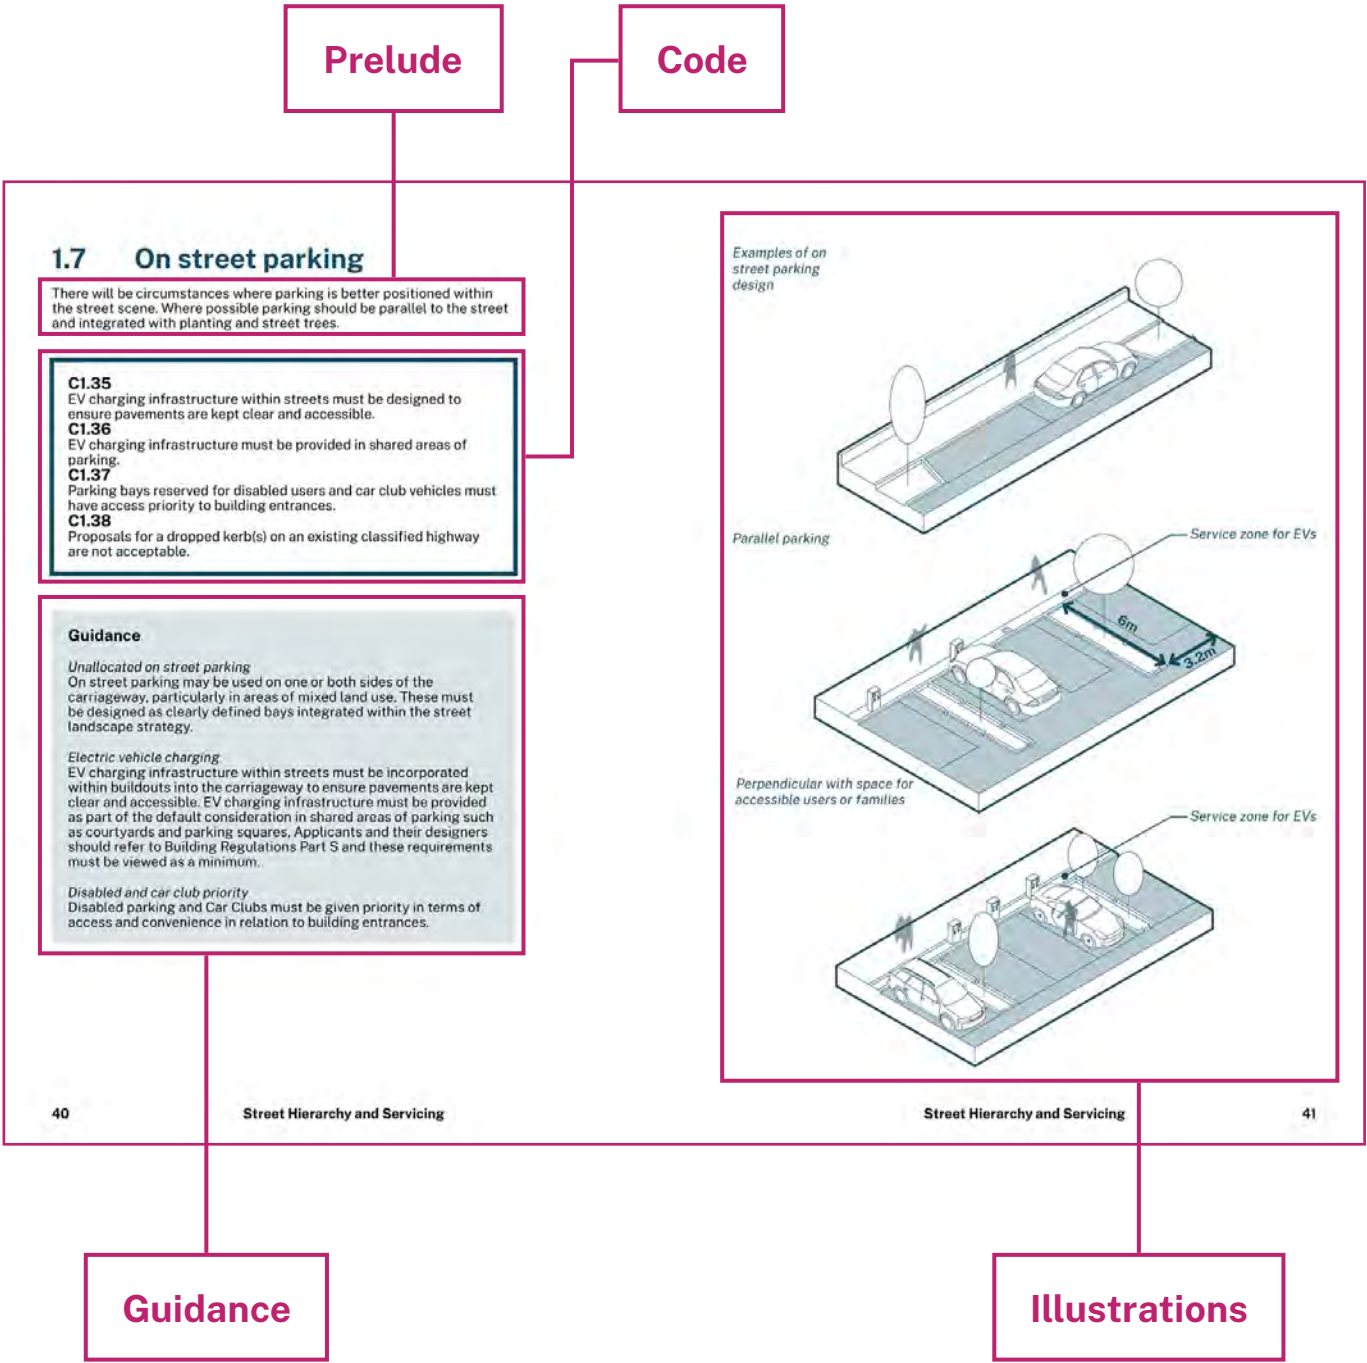 Prelude
Code
1.7 On street parking
There will be circumstances where parking is better positioned within
the street scene. Where possible parking should be parallel to the street
and integrated with planting and street trees.
C1.35
EV charging infrastructure within streets must be designed to
ensure pavements are kept clear and accessible.
C1.36
EV charging infrastructure must be provided in shared areas of
parking.
C1.37
Parking bays reserved for disabled users and car club vehicles must
have access priority to building entrances.
C1.38
Proposals for a dropped kerb(s) on an existing classified highway
are not acceptable.
Guidance
Unallocated on street parking
On street parking may be used on one or both sides of the
carriageway, particularly in areas of mixed land use. These must
be designed as clearly defined bays integrated within the street
landscape strategy.
Electric vehicle charging
EV charging infrastructure within streets must be incorporated
within buildouts into the carriageway to ensure pavements are kept
clear and accessible. EV charging infrastructure must be provided
as part of the default consideration in shared areas of parking such
as courtyards and parking squares. Applicants and their designers
should refer to Building Regulations Part S and these requirements
must be viewed as a minimum.
Disabled and car club priority
Disabled parking and Car Clubs must be given priority in terms of
access and convenience in relation to building entrances.
40
Street Hierarchy and Servicing
Examples of on
street parking
design
Parallel parking
Service zone for EVs
6m
3.2m
Perpendicular with space for
accessible users or families
Service zone for EVs
Street Hierarchy and Servicing
41
Guidance
Illustrations